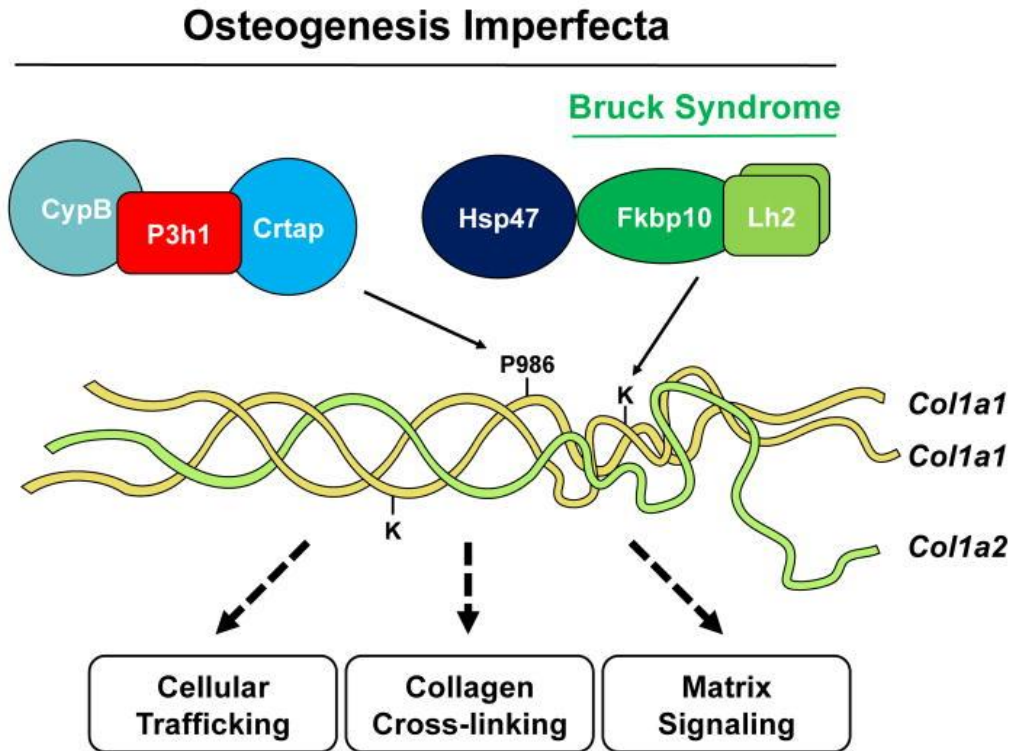 Osteogenesis Imperfecta
Bruck Syndrome
CypB
P3h1
Crtap
Hsp47
Fkbp10
Lh2
P986
K
K
Col1a1
Col1a1
Col1a2
Cellular
Trafficking
Collagen
Cross-linking
Matrix
Signaling